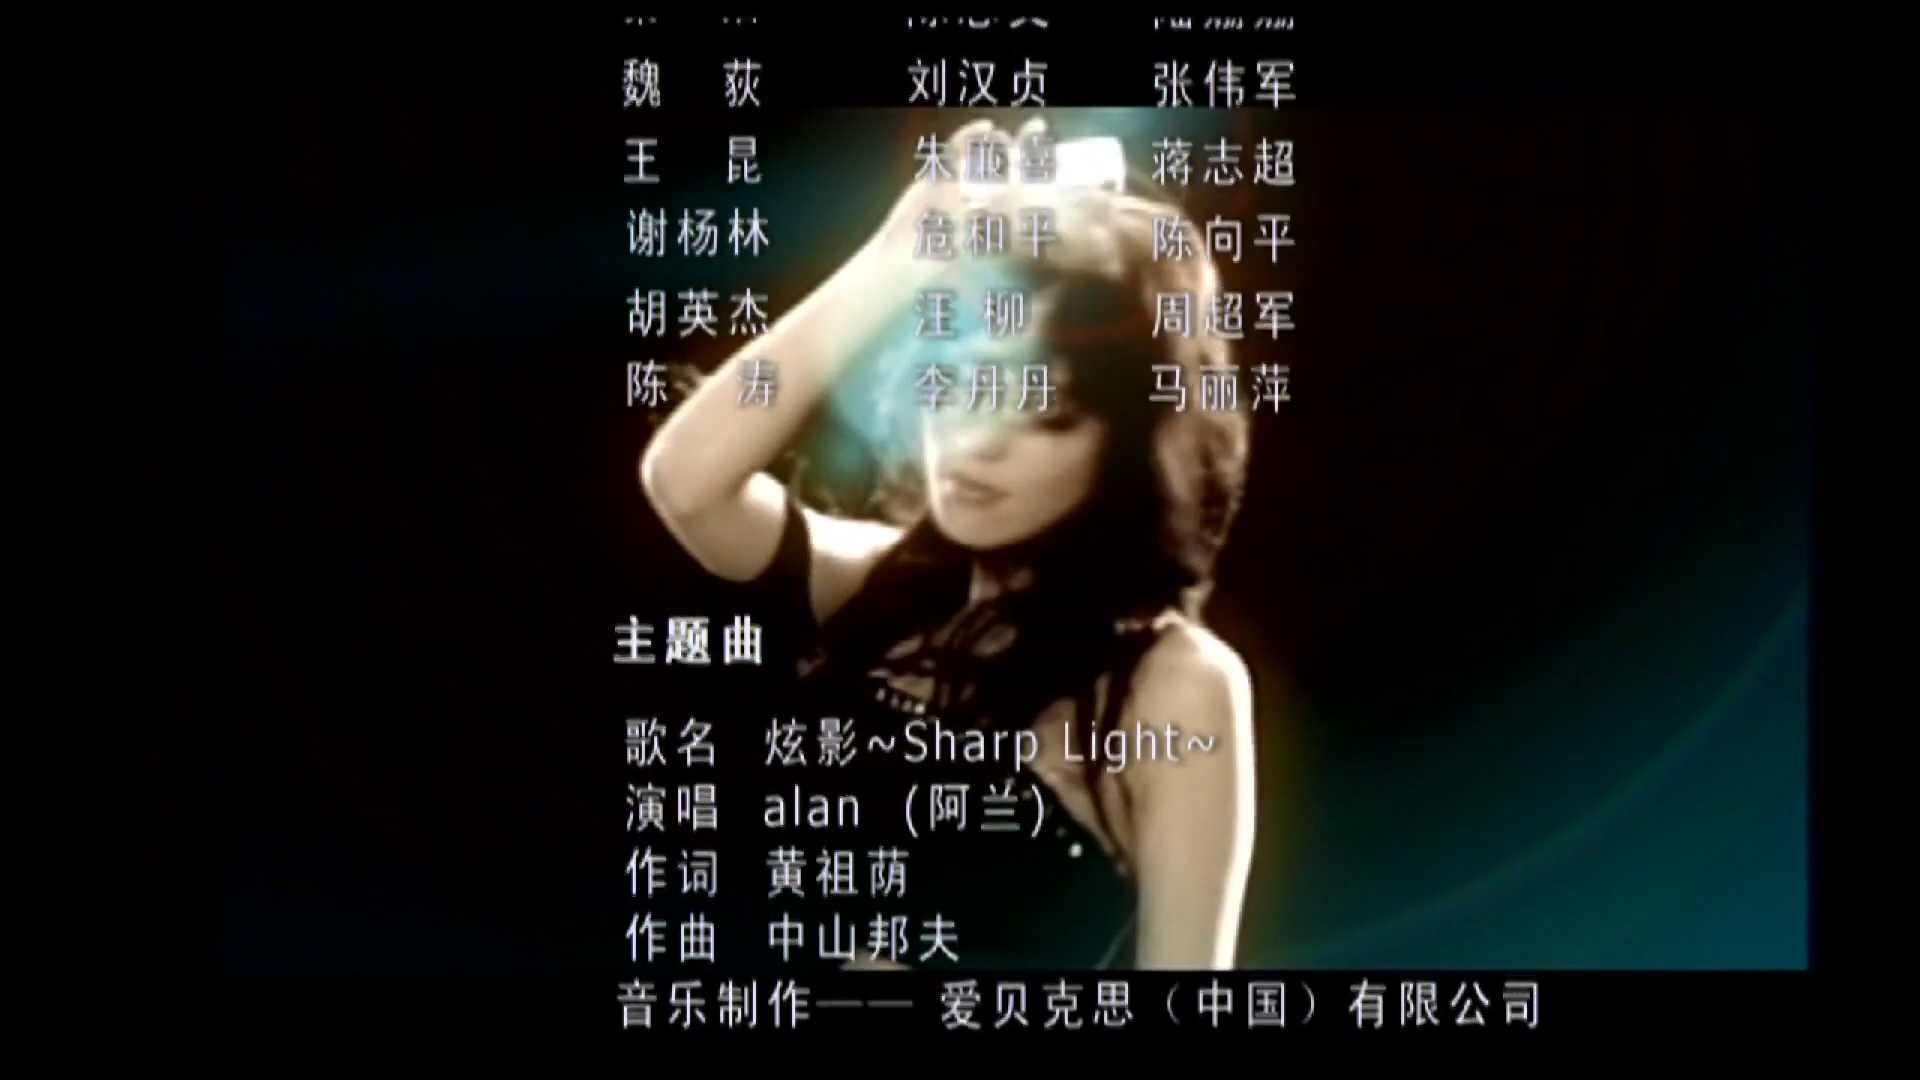 魏 荻 刘汉贞 张伟军
王 昆 朱廉喜 蒋志超
谢杨林 危和平 陈向平
胡英杰 汪 柳 周超军
陈 涛 李丹丹 马丽萍
主题曲
歌名 炫影~Sharp Light~
演唱 alan (阿兰)
作词 黄祖荫
作曲 中山邦夫
音乐制作—— 爱贝克思（中国）有限公司